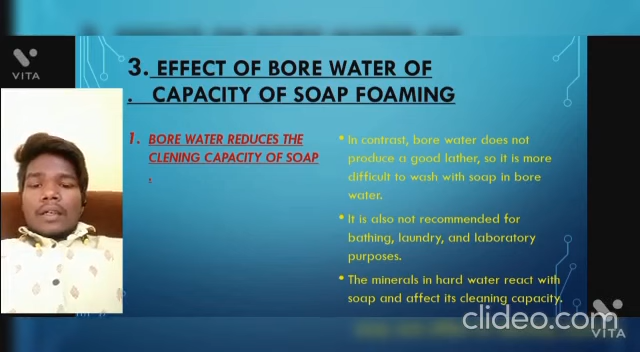 VITA
3. EFFECT OF BORE WATER OF
. CAPACITY OF SOAP FOAMING
1. BORE WATER REDUCES THE
CLENING CAPACITY OF SOAP
.
• In contrast, bore water does not
produce a good lather, so it is more
difficult to wash with soap in bore
water.
• It is also not recommended for
bathing, laundry, and laboratory
purposes.
• The minerals in hard water react with
soap and affect its cleaning capacity.
clideo.com
VITA